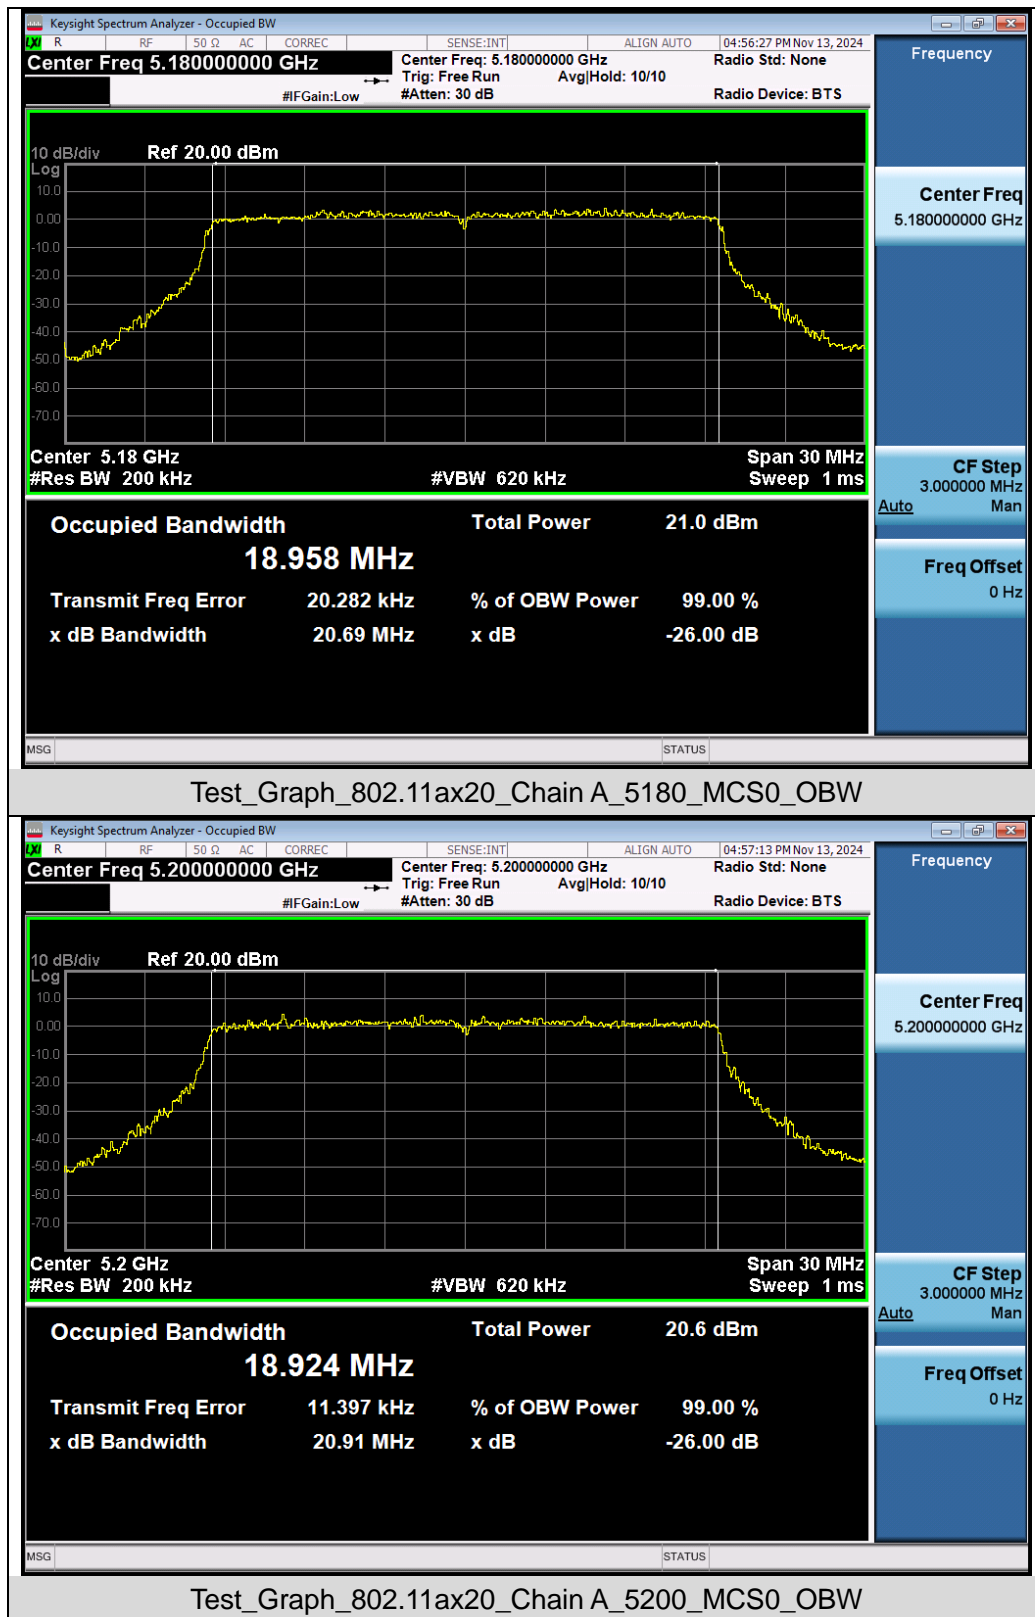 Keysight Spectrum Analyzer - Occupied BW
LXI R RF 50 Ω AC CORREC SENSE:INT ALIGN AUTO 04:56:27 PM Nov 13, 2024
Center Freq 5.180000000 GHz
Center Freq: 5.180000000 GHz Radio Std: None
Trig: Free Run Avg|Hold: 10/10
#IFGain:Low #Atten: 30 dB Radio Device: BTS
Frequency
10 dB/div Ref 20.00 dBm
Log
10.0
0.00
-10.0
-20.0
-30.0
-40.0
-50.0
-60.0
-70.0
Center 5.18 GHz Span 30 MHz
#Res BW 200 kHz #VBW 620 kHz Sweep 1 ms
Center Freq
5.180000000 GHz
CF Step
3.000000 MHz
Auto Man
Freq Offset
0 Hz
Occupied Bandwidth Total Power 21.0 dBm
18.958 MHz
Transmit Freq Error 20.282 kHz % of OBW Power 99.00 %
x dB Bandwidth 20.69 MHz x dB -26.00 dB
MSG STATUS
Test_Graph_802.11ax20_Chain A_5180_MCS0_OBW
Keysight Spectrum Analyzer - Occupied BW
LXI R RF 50 Ω AC CORREC SENSE:INT ALIGN AUTO 04:57:13 PM Nov 13, 2024
Center Freq 5.200000000 GHz
Center Freq: 5.200000000 GHz Radio Std: None
Trig: Free Run Avg|Hold: 10/10
#IFGain:Low #Atten: 30 dB Radio Device: BTS
Frequency
10 dB/div Ref 20.00 dBm
Log
10.0
0.00
-10.0
-20.0
-30.0
-40.0
-50.0
-60.0
-70.0
Center 5.2 GHz Span 30 MHz
#Res BW 200 kHz #VBW 620 kHz Sweep 1 ms
Center Freq
5.200000000 GHz
CF Step
3.000000 MHz
Auto Man
Freq Offset
0 Hz
Occupied Bandwidth Total Power 20.6 dBm
18.924 MHz
Transmit Freq Error 11.397 kHz % of OBW Power 99.00 %
x dB Bandwidth 20.91 MHz x dB -26.00 dB
MSG STATUS
Test_Graph_802.11ax20_Chain A_5200_MCS0_OBW